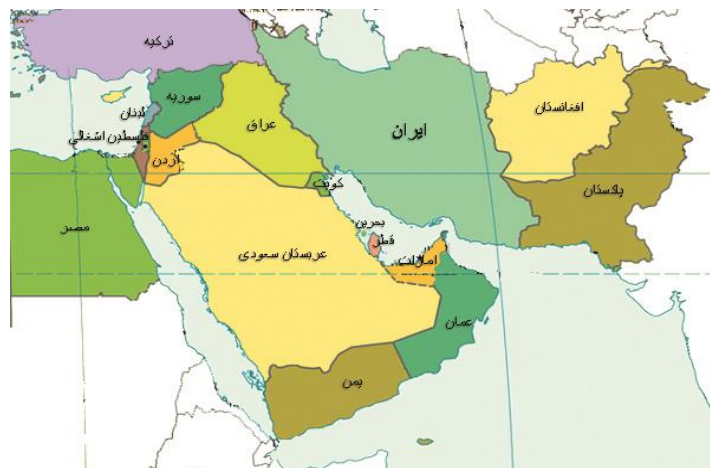 ترکیه
سوریه
لبنان
فلسطین اشغالی
اردن
عراق
ایران
افغانستان
پاکستان
کویت
مصر
بحرین
قطر
امارات
عربستان سعودی
عمان
یمن